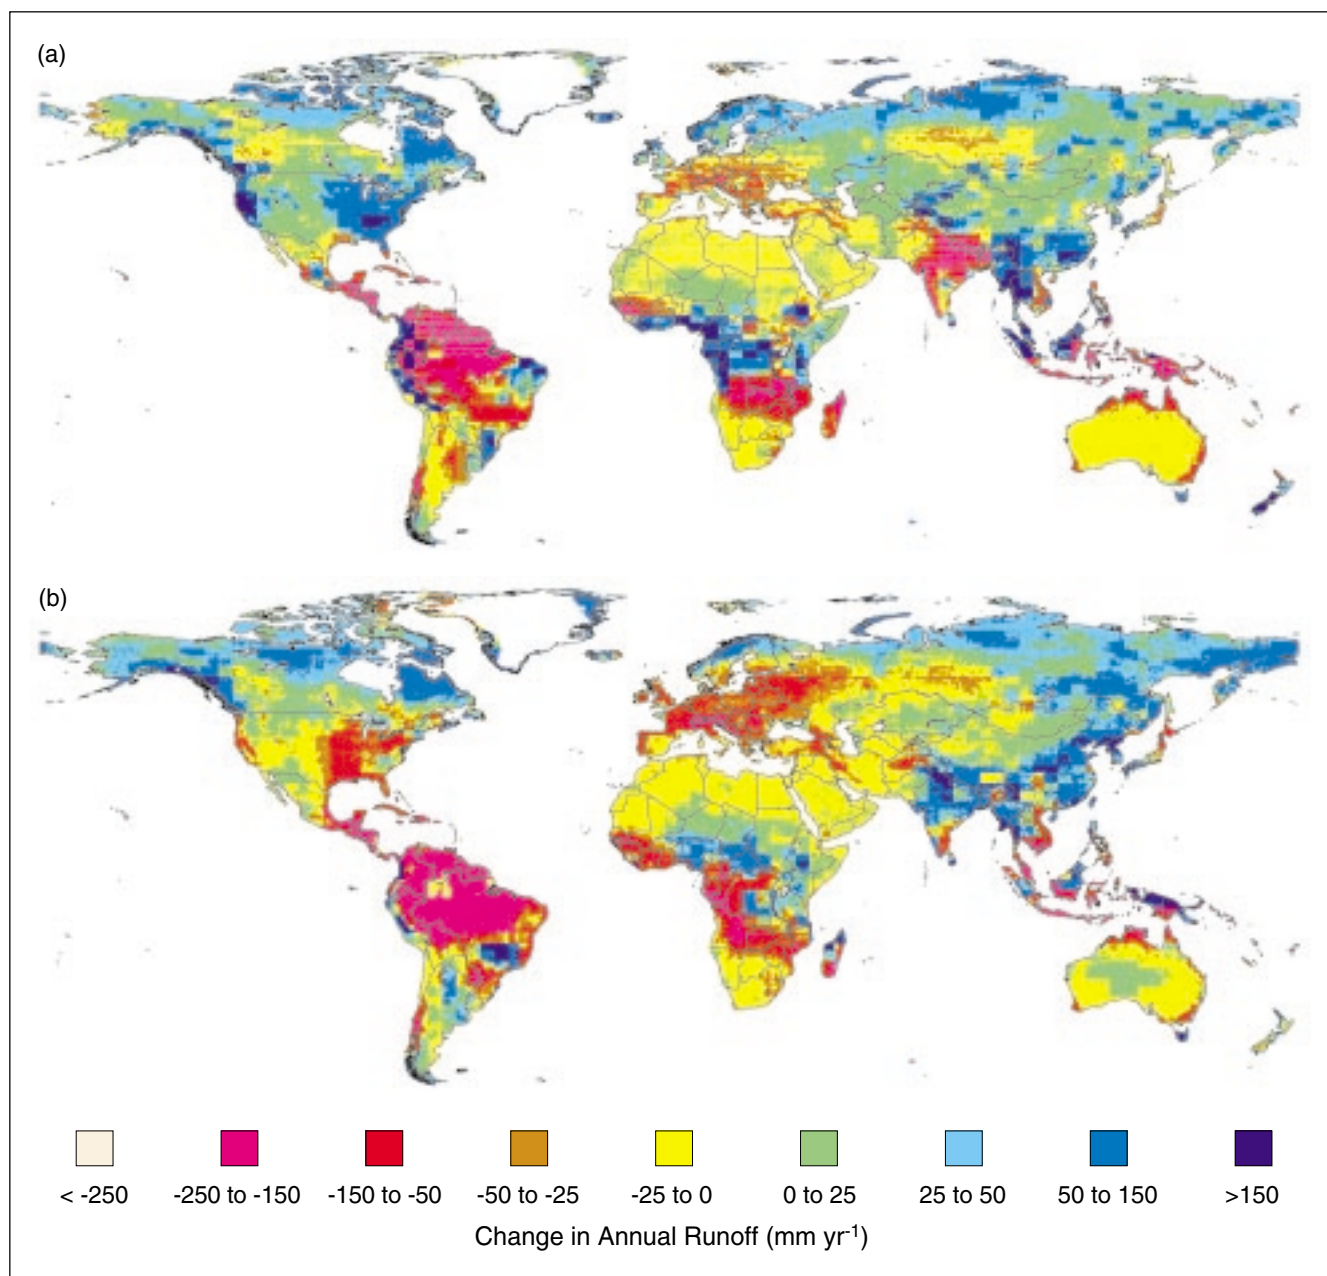 (a)
(b)
< -250 -250 to -150 -150 to -50 -50 to -25 -25 to 0 0 to 25 25 to 50 50 to 150 >150
Change in Annual Runoff (mm yr-1)